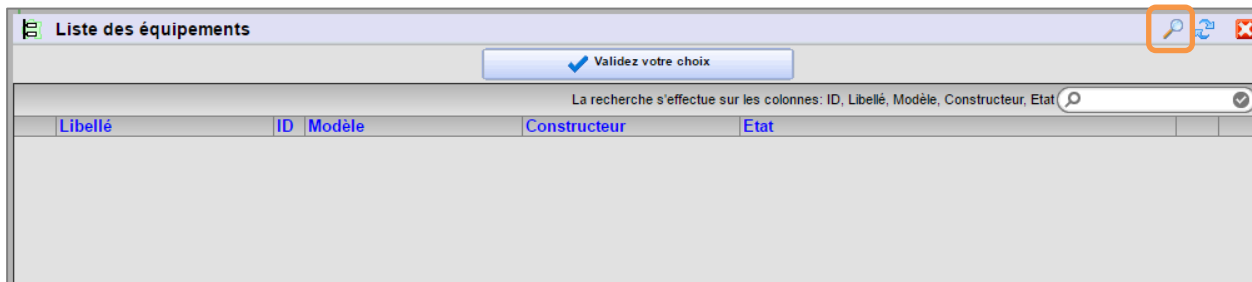 Liste des équipements
Validez votre choix
La recherche s'effectue sur les colonnes: ID, Libellé, Modèle, Constructeur, Etat
Libellé ID Modèle Constructeur Etat